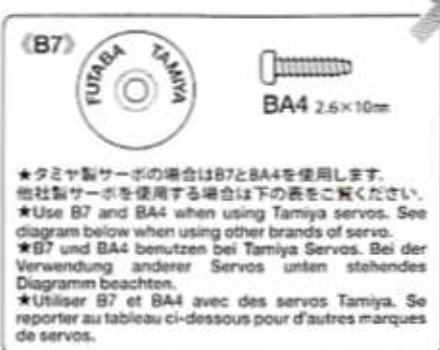 《B7》
FUTABA TAMIYA
BA4 2.6×10mm
★タミヤ製サーボの場合はB7とBA4を使用します。
他社製サーボを使用する場合は下の表をご覧ください。
★Use B7 and BA4 when using Tamiya servos. See
diagram below when using other brands of servo.
★B7 und BA4 benutzen bei Tamiya Servos. Bei der
Verwendung anderer Servos unten stehendes
Diagramm beachten.
★Utiliser B7 et BA4 avec des servos Tamiya. Se
reporter au tableau ci-dessous pour d'autres marques
de servos.